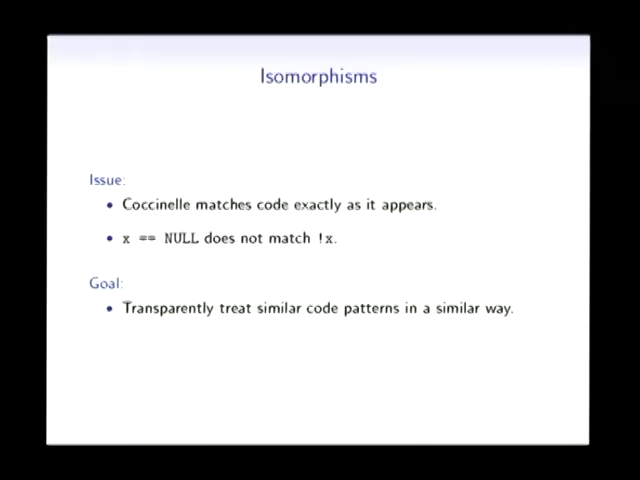 Isomorphisms
Issue:
• Coccinelle matches code exactly as it appears.
• x == NULL does not match !x.
Goal:
• Transparently treat similar code patterns in a similar way.